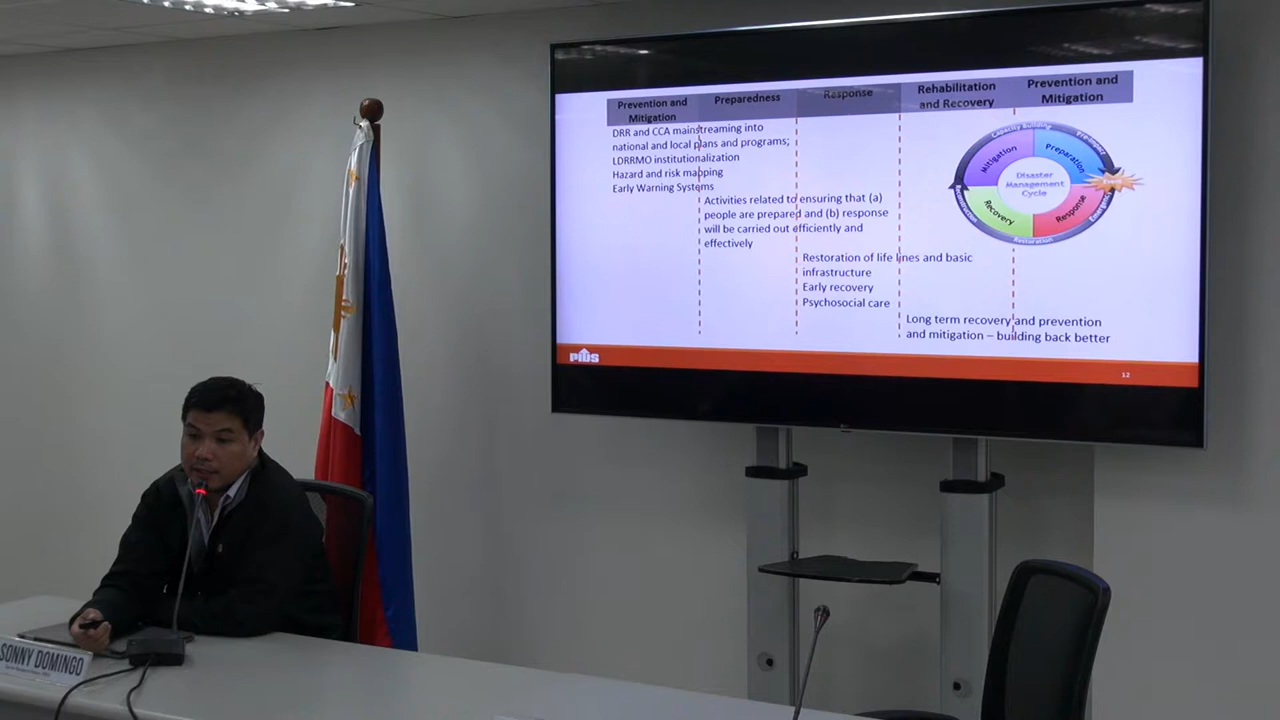 Prevention and
Mitigation
Preparedness
Response
Rehabilitation
and Recovery
Prevention and
Mitigation
DRR and CCA mainstreaming into
national and local plans and programs;
LDRRMO institutionalization
Hazard and risk mapping
Early Warning Systems
Activities related to ensuring that (a)
people are prepared and (b) response
will be carried out efficiently and
effectively
Restoration of life lines and basic
infrastructure
Early recovery
Psychosocial care
Long term recovery and prevention
and mitigation – building back better
Capacity Building
Mitigation
Preparation
Disaster
Management
Cycle
Recovery
Response
Restoration
PIDS
12
SONNY DOMINGO